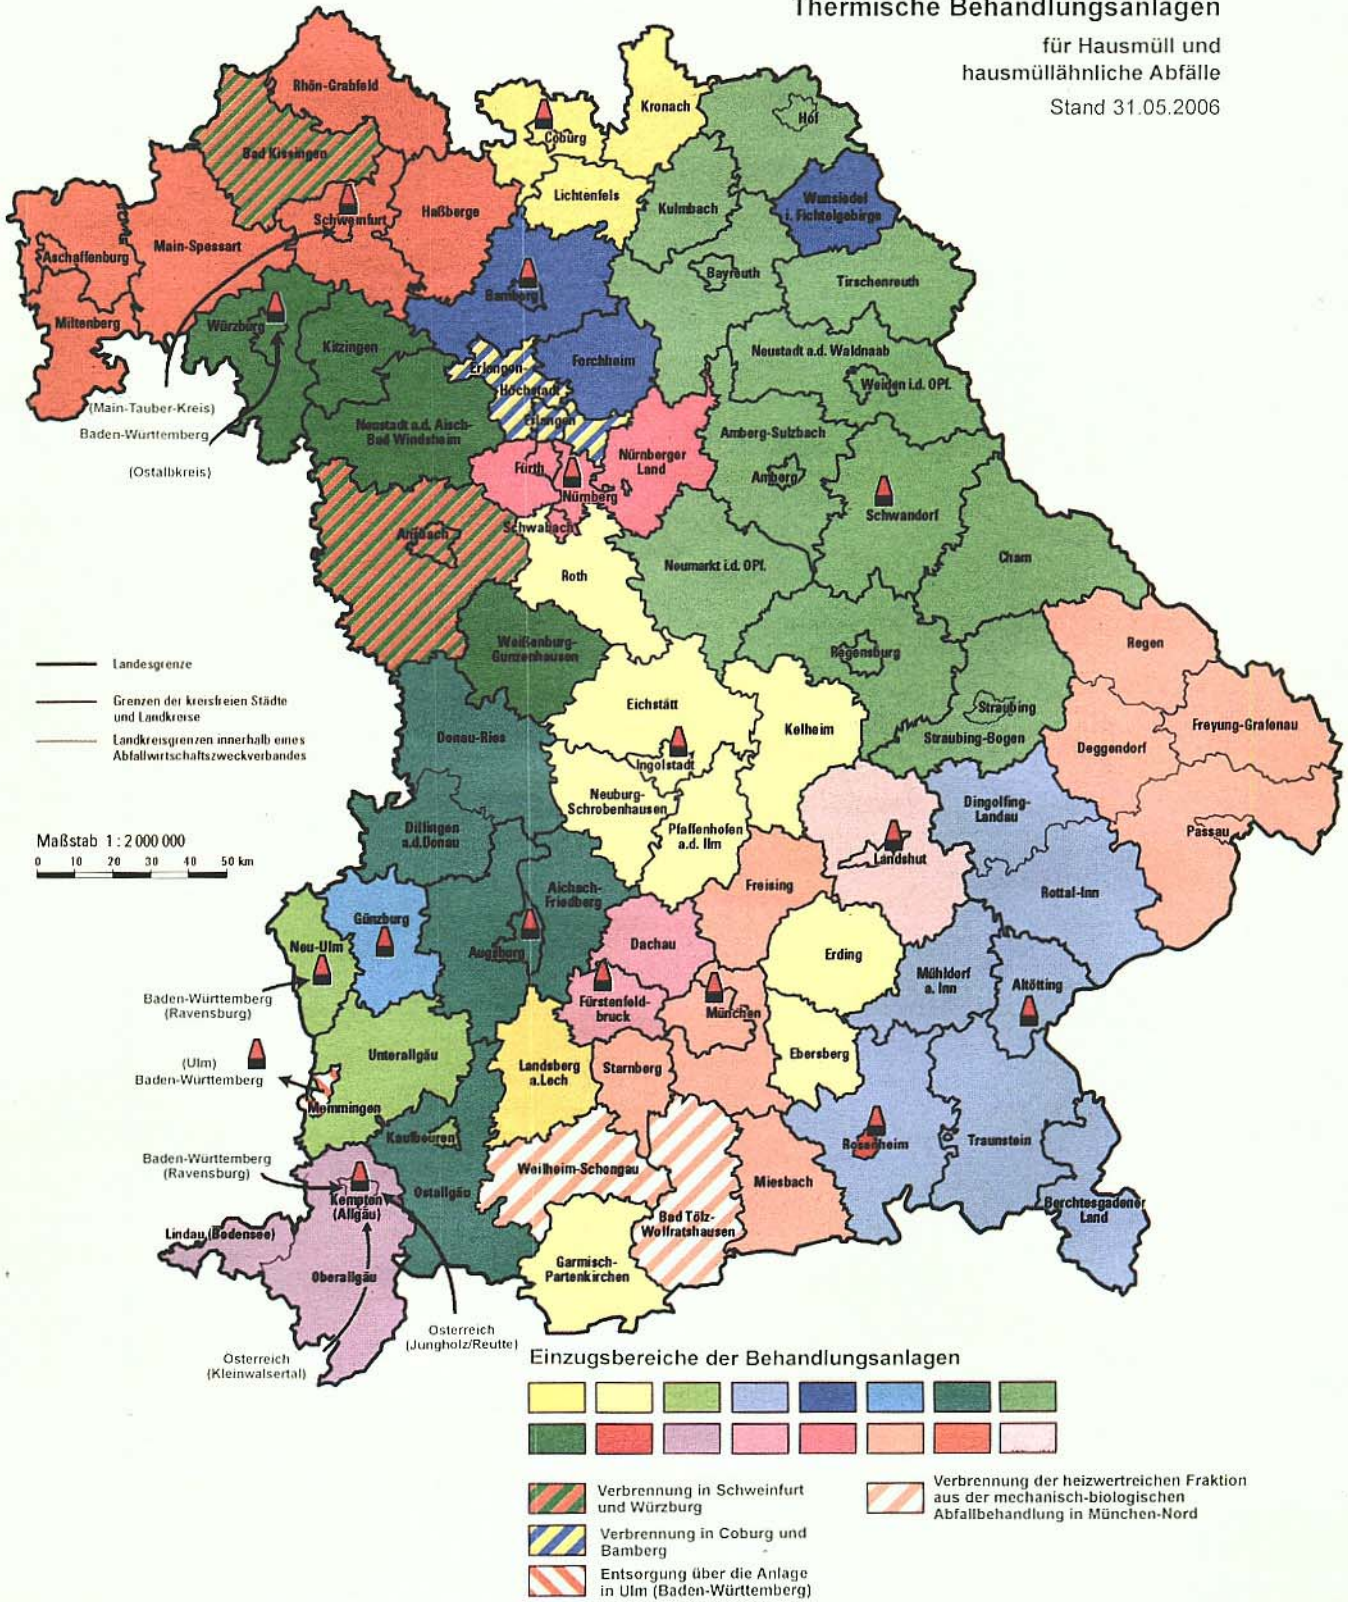 Thermische Behandlungsanlagen
für Hausmüll und
hausmüllähnliche Abfälle
Stand 31.05.2006
Rhön-Grabfeld
Bad Kissingen
Coburg
Kronach
Hof
Lichtenfels
Kulmbach
Wunsiedel
i. Fichtelgebirge
Schweinfurt
Haßberge
Main-Spessart
Aschaffenburg
Miltenberg
Bayreuth
Tirschenreuth
Bamberg
Würzburg
Kitzingen
Forchheim
Neustadt a.d. Waldnaab
Weiden i.d. OPf.
Erlangen-
Höchstadt
Erlangen
(Main-Tauber-Kreis)
Baden-Württemberg
(Ostalbkreis)
Neustadt a.d. Aisch-
Bad Windsheim
Fürth
Nürnberg
Nürnberger
Land
Amberg-Sulzbach
Amberg
Schwandorf
Schwabach
Ansbach
Roth
Neumarkt i.d. OPf.
Cham
Weißenburg-
Gunzenhausen
Regensburg
Regen
Landesgrenze
Grenzen der kreisfreien Städte
und Landkreise
Landkreisgrenzen innerhalb eines
Abfallwirtschaftszweckverbandes
Eichstätt
Kelheim
Straubing
Straubing-Bogen
Freyung-Grafenau
Deggendorf
Donau-Ries
Ingolstadt
Neuburg-
Schrobenhausen
Pfaffenhofen
a.d. Ilm
Dingolfing-
Landau
Passau
Dillingen
a.d.Donau
Landshut
Maßstab 1 : 2 000 000
0 10 20 30 40 50 km
Aichach-
Friedberg
Freising
Rottal-Inn
Günzburg
Neu-Ulm
Augsburg
Dachau
Erding
Mühldorf
a. Inn
Altötting
Fürstenfeld-
bruck
München
Baden-Württemberg
(Ravensburg)
Unterallgäu
Ebersberg
Landsberg
a.Lech
Starnberg
(Ulm)
Baden-Württemberg
Memmingen
Kaufbeuren
Rosenheim
Traunstein
Baden-Württemberg
(Ravensburg)
Weilheim-Schongau
Miesbach
Kempten
(Allgäu)
Ostallgäu
Berchtesgadener
Land
Bad Tölz-
Wolfratshausen
Lindau (Bodensee)
Oberallgäu
Garmisch-
Partenkirchen
Österreich
(Jungholz/Reutte)
Österreich
(Kleinwalsertal)
Einzugsbereiche der Behandlungsanlagen
Verbrennung in Schweinfurt
und Würzburg
Verbrennung in Coburg und
Bamberg
Entsorgung über die Anlage
in Ulm (Baden-Württemberg)
Verbrennung der heizwertreichen Fraktion
aus der mechanisch-biologischen
Abfallbehandlung in München-Nord